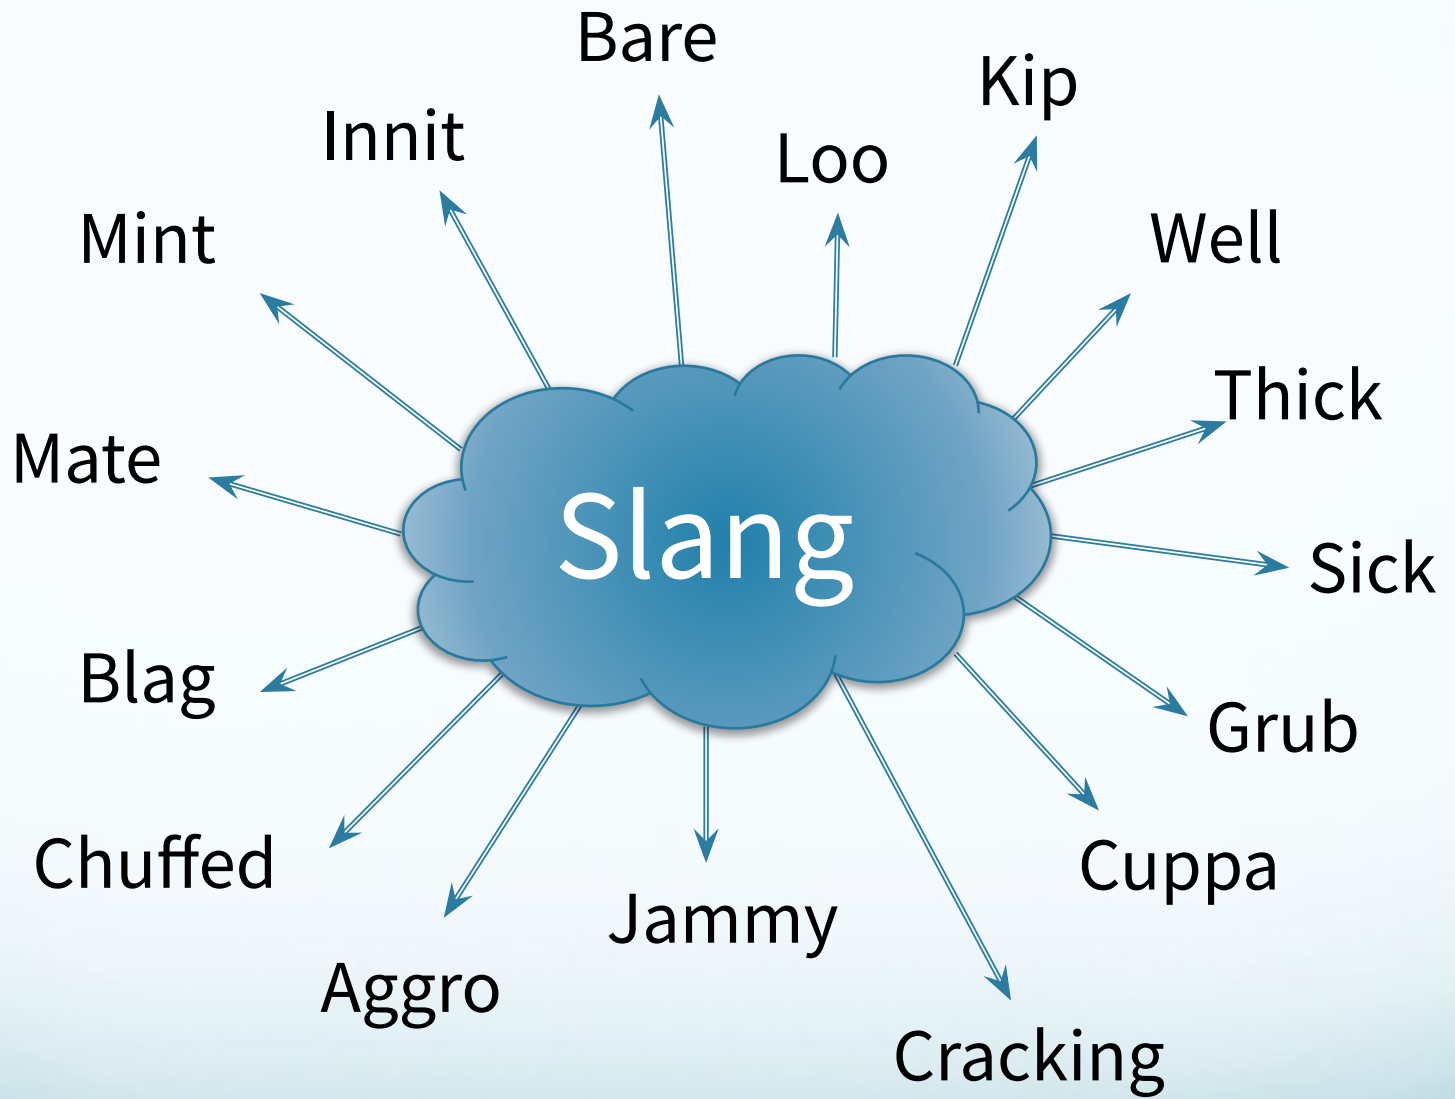 Bare
Kip
Innit
Loo
Mint
Well
Thick
Mate
Slang
Sick
Blag
Grub
Chuffed
Cuppa
Jammy
Aggro
Cracking